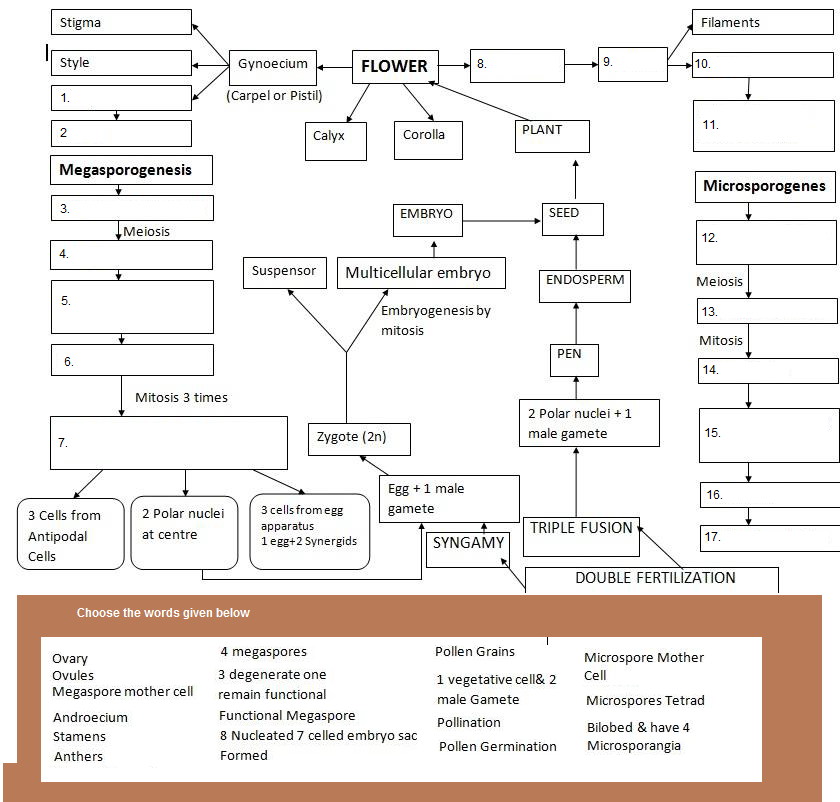 Stigma
Style
1.
2
Gynoecium
(Carpel or Pistil)
FLOWER
8.
9.
Filaments
10.
11.
Calyx
Corolla
PLANT
Megasporogenesis
3.
Meiosis
4.
5.
6.
Mitosis 3 times
7.
3 Cells from
Antipodal
Cells
2 Polar nuclei
at centre
3 cells from egg
apparatus
1 egg+2 Synergids
Suspensor
EMBRYO
Multicellular embryo
Embryogenesis by
mitosis
Zygote (2n)
Egg + 1 male
gamete
SYNGAMY
SEED
ENDOSPERM
PEN
2 Polar nuclei + 1
male gamete
TRIPLE FUSION
DOUBLE FERTILIZATION
Microsporogenes
12.
Meiosis
13.
Mitosis
14.
15.
16.
17.
Choose the words given below
Ovary
Ovules
Megaspore mother cell
Androecium
Stamens
Anthers
4 megaspores
3 degenerate one
remain functional
Functional Megaspore
8 Nucleated 7 celled embryo sac
Formed
Pollen Grains
1 vegetative cell& 2
male Gamete
Pollination
Pollen Germination
Microspore Mother
Cell
Microspores Tetrad
Bilobed & have 4
Microsporangia